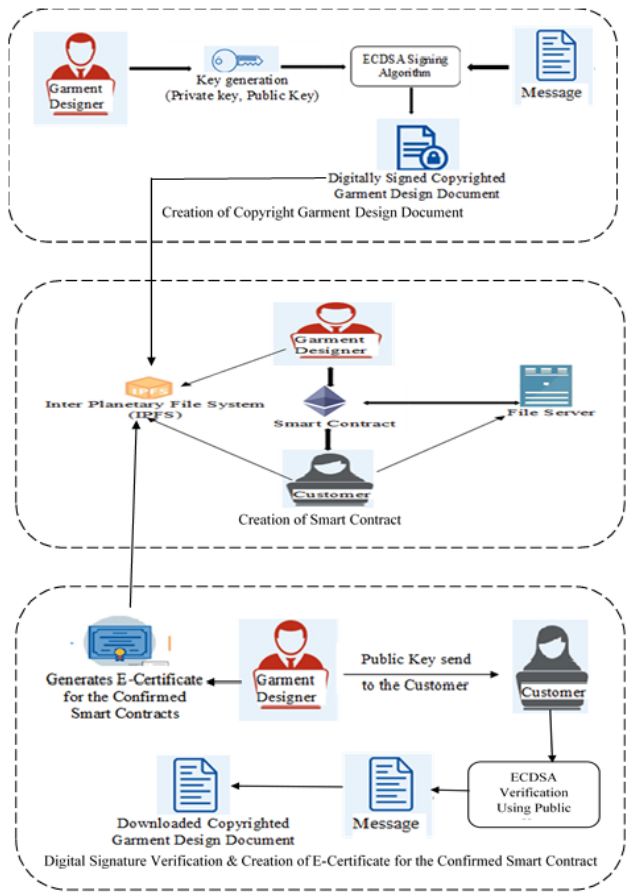 Garment
Designer
Key generation
(Private key, Public Key)
ECDSA Signing
Algorithm
Message
Digitally Signed Copyrighted
Garment Design Document
Creation of Copyright Garment Design Document
Garment
Designer
IPFS
Inter Planetary File System
(IPFS)
Smart Contract
File Server
Customer
Creation of Smart Contract
Generates E-Certificate
for the Confirmed
Smart Contracts
Garment
Designer
Public Key send
to the Customer
Customer
ECDSA
Verification
Using Public
Message
Downloaded Copyrighted
Garment Design Document
Digital Signature Verification & Creation of E-Certificate for the Confirmed Smart Contract